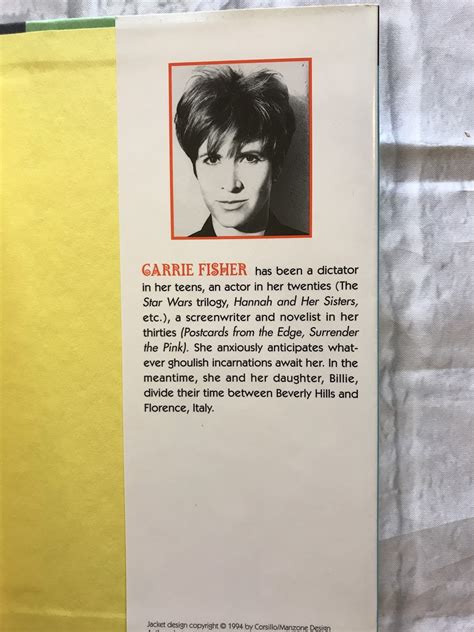 CARRIE FISHER has been a dictator
in her teens, an actor in her twenties (The
Star Wars trilogy, Hannah and Her Sisters,
etc.), a screenwriter and novelist in her
thirties (Postcards from the Edge, Surrender
the Pink). She anxiously anticipates what-
ever ghoulish incarnations await her. In the
meantime, she and her daughter, Billie,
divide their time between Beverly Hills and
Florence, Italy.
Jacket design copyright © 1994 by Corsillo/Manzone Design